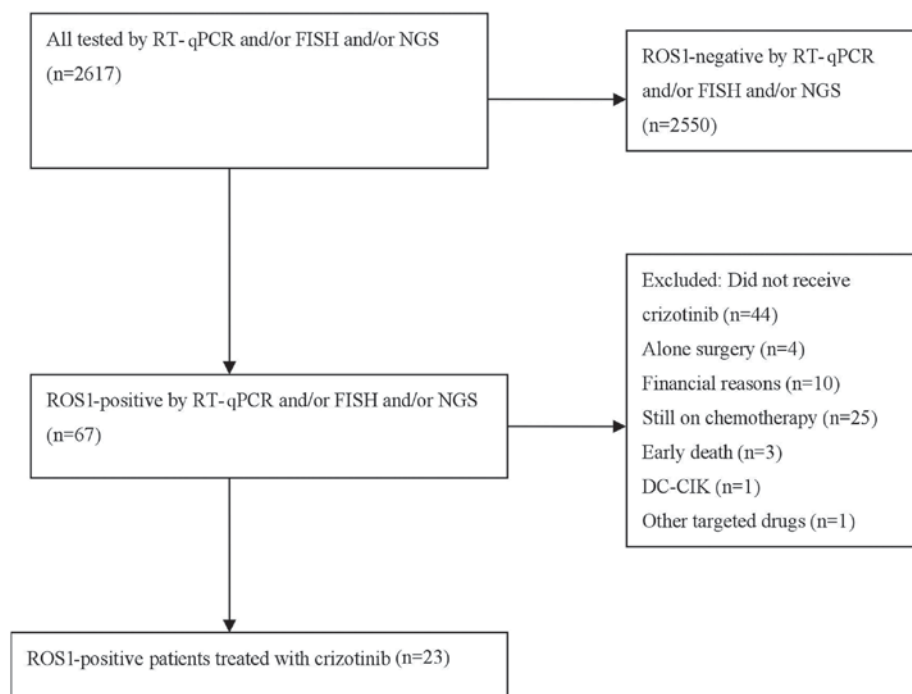 All tested by RT-qPCR and/or FISH and/or NGS
(n=2617)
ROS1-negative by RT-qPCR
and/or FISH and/or NGS
(n=2550)
Excluded: Did not receive
crizotinib (n=44)
Alone surgery (n=4)
Financial reasons (n=10)
Still on chemotherapy (n=25)
Early death (n=3)
DC-CIK (n=1)
Other targeted drugs (n=1)
ROS1-positive by RT-qPCR and/or FISH and/or NGS
(n=67)
ROS1-positive patients treated with crizotinib (n=23)